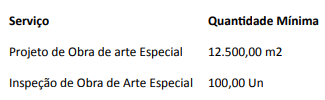 Serviço Quantidade Mínima
Projeto de Obra de arte Especial 12.500,00 m2
Inspeção de Obra de Arte Especial 100,00 Un